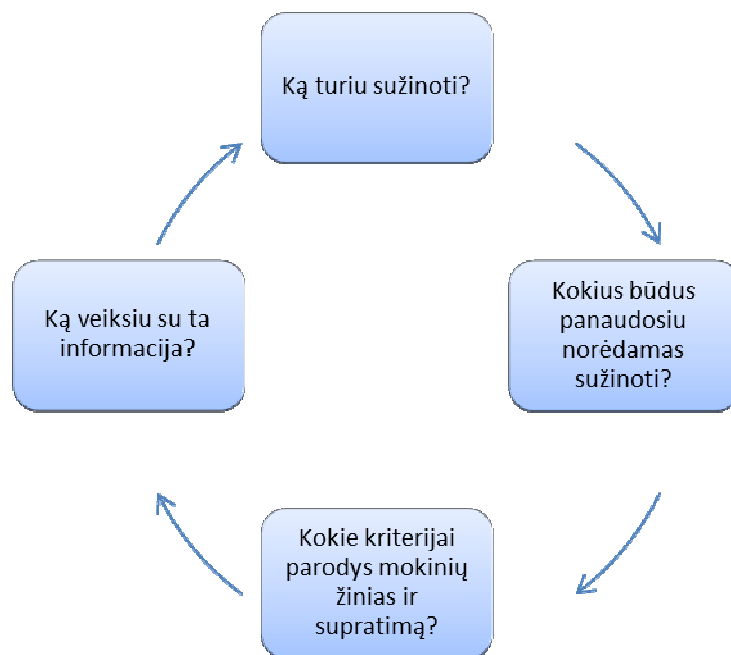 Ką turiu sužinoti?
Kokius būdus
panaudosiu
norėdamas
sužinoti?
Kokie kriterijai
parodys mokinių
žinias ir
supratimą?
Ką veiksiu su ta
informacija?